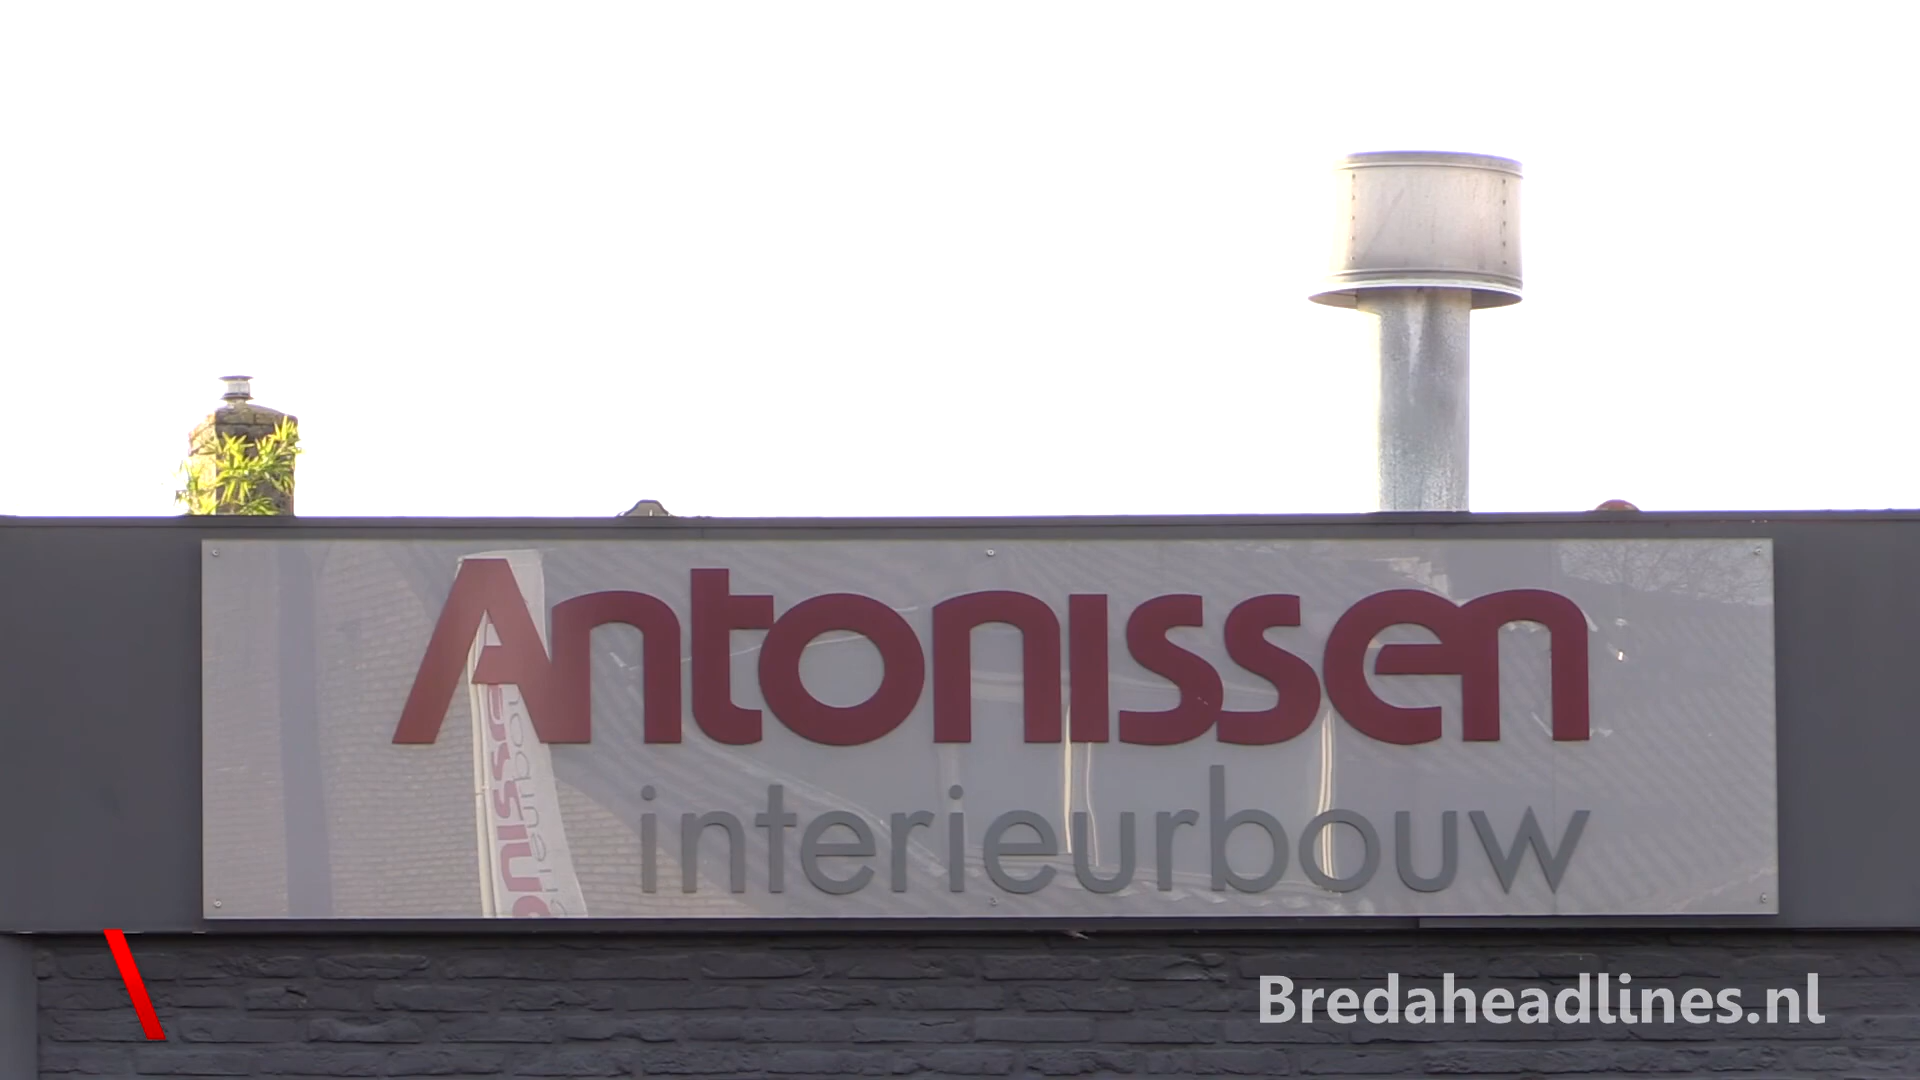 Antonissen
interieurbouw
Bredaheadlines.nl